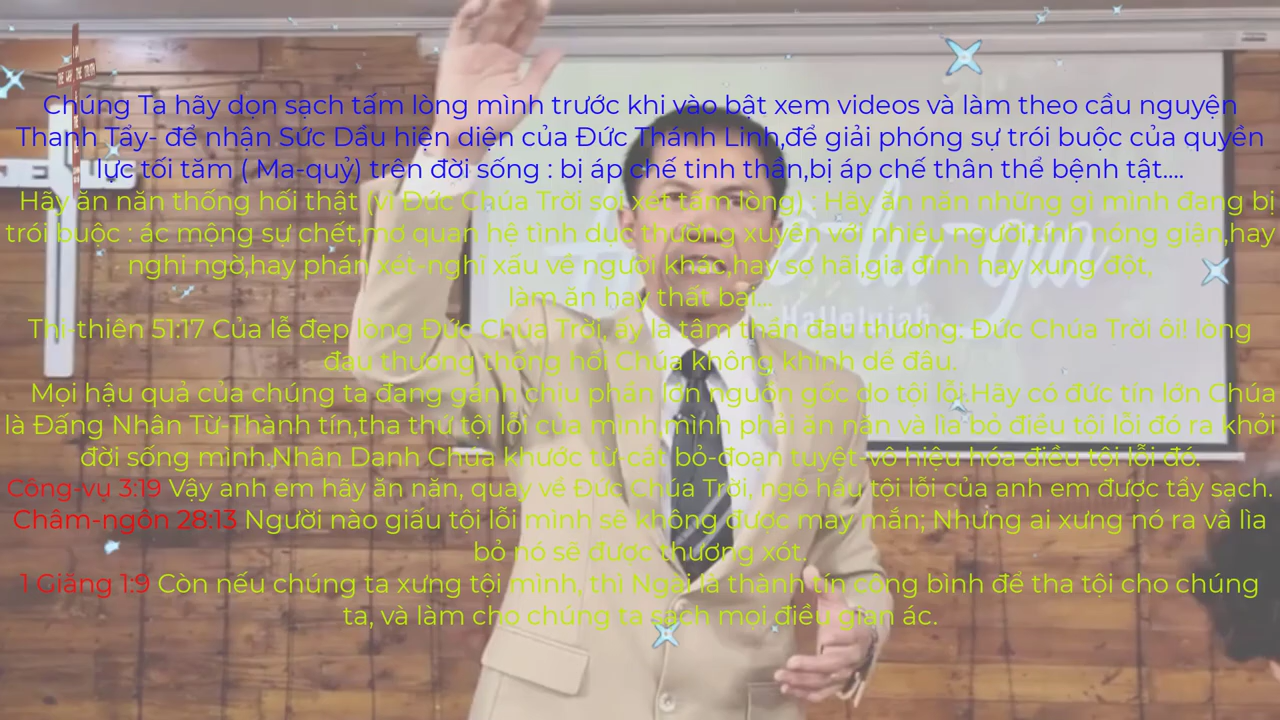 THE WAY, THE TRUTH
Chúng Ta hãy dọn sạch tấm lòng mình trước khi vào bật xem videos và làm theo cầu nguyện
Thanh Tẩy- để nhận Sức Dầu hiện diện của Đức Thánh Linh,để giải phóng sự trói buộc của quyền
lực tối tăm ( Ma-quỷ) trên đời sống : bị áp chế tinh thần,bị áp chế thân thể bệnh tật....
Hãy ăn năn thống hối thật (vì Đức Chúa Trời soi xét tấm lòng) : Hãy ăn năn những gì mình đang bị
trói buộc : ác mộng sự chết,mơ quan hệ tình dục thường xuyên với nhiều người,tính nóng giận,hay
nghi ngờ,hay phán xét-nghĩ xấu về người khác,hay sợ hãi,gia đình hay xung đột,
làm ăn hay thất bại...
Hallelujah
Thi-thiên 51:17 Của lễ đẹp lòng Đức Chúa Trời, ấy là tâm thần đau thương: Đức Chúa Trời ôi! lòng
đau thương thống hối Chúa không khinh dể đâu.
Mọi hậu quả của chúng ta đang gánh chịu phần lớn nguồn gốc do tội lỗi.Hãy có đức tin lớn Chúa
là Đấng Nhân Từ-Thành tín,tha thứ tội lỗi của mình mình phải ăn năn và lìa bỏ điều tôi lỗi đó ra khỏi
đời sống mình.Nhân Danh Chúa khước từ-cắt bỏ-đoạn tuyệt-vô hiệu hóa điều tội lỗi đó.
Công-vụ 3:19 Vậy anh em hãy ăn năn, quay về Đức Chúa Trời, ngõ hầu tội lỗi của anh em được tẩy sạch.
Châm-ngôn 28:13 Người nào giấu tội lỗi mình sẽ không được may mắn; Nhưng ai xưng nó ra và lìa
bỏ nó sẽ được thương xót.
1 Giăng 1:9 Còn nếu chúng ta xưng tội mình, thì Ngài là thành tín công bình để tha tội cho chúng
ta, và làm cho chúng ta sạch mọi điều gian ác.